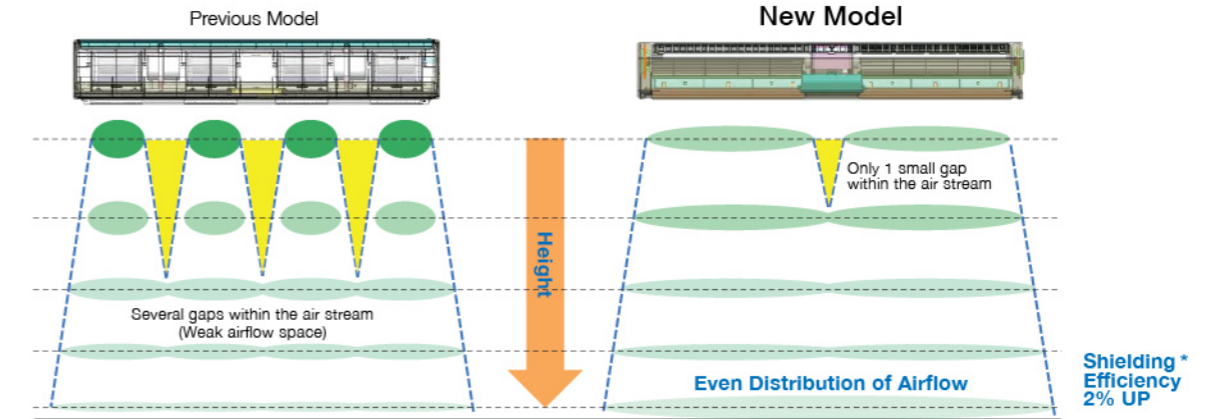 Previous Model
New Model
Only 1 small gap
within the air stream
Height
Several gaps within the air stream
(Weak airflow space)
Even Distribution of Airflow
Shielding *
Efficiency
2% UP